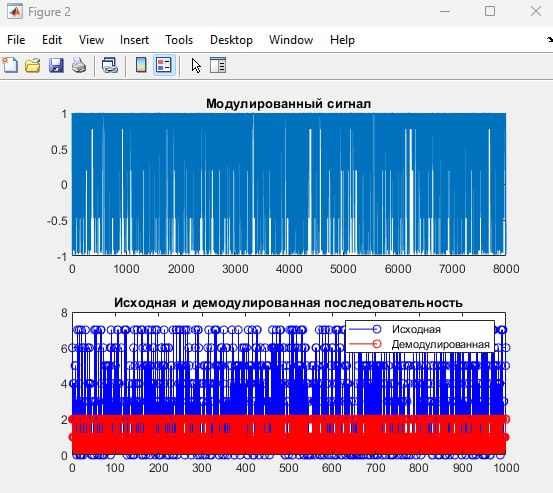 Figure 2
File Edit View Insert Tools Desktop Window Help
Модулированный сигнал
1
0.5
0
-0.5
-1
0 1000 2000 3000 4000 5000 6000 7000 8000
Исходная и демодулированная последовательность
8
6
4
2
0
Исходная
Демодулированная
0 100 200 300 400 500 600 700 800 900 1000